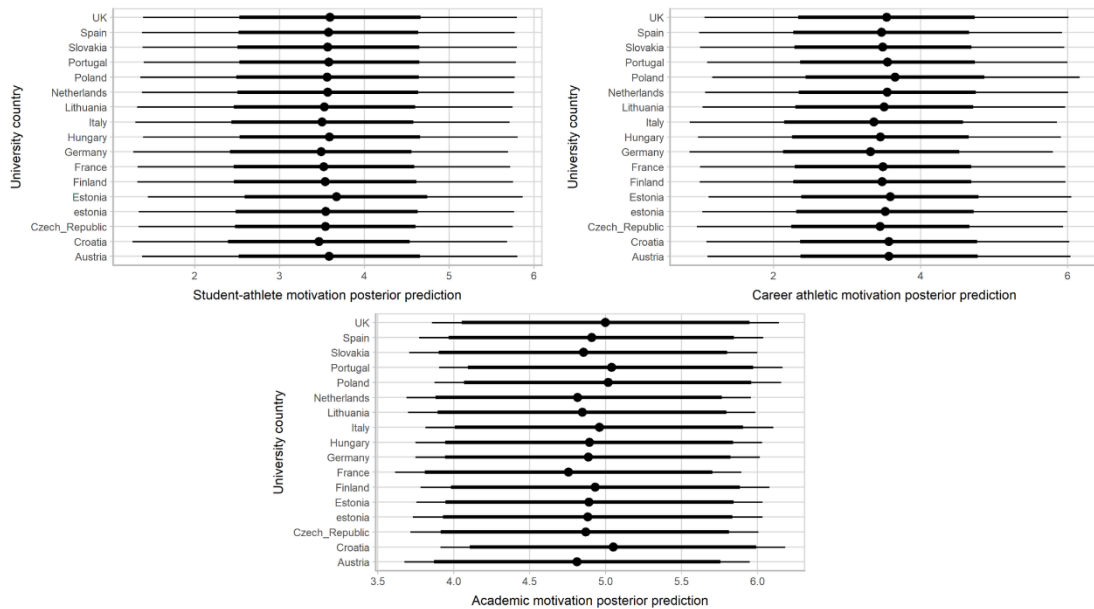 University country
UK
Spain
Slovakia
Portugal
Poland
Netherlands
Lithuania
Italy
Hungary
Germany
France
Finland
Estonia
estonia
Czech_Republic
Croatia
Austria
2 3 4 5 6
Student-athlete motivation posterior prediction
University country
UK
Spain
Slovakia
Portugal
Poland
Netherlands
Lithuania
Italy
Hungary
Germany
France
Finland
Estonia
estonia
Czech_Republic
Croatia
Austria
2 4 6
Career athletic motivation posterior prediction
University country
UK
Spain
Slovakia
Portugal
Poland
Netherlands
Lithuania
Italy
Hungary
Germany
France
Finland
Estonia
estonia
Czech_Republic
Croatia
Austria
3.5 4.0 4.5 5.0 5.5 6.0
Academic motivation posterior prediction